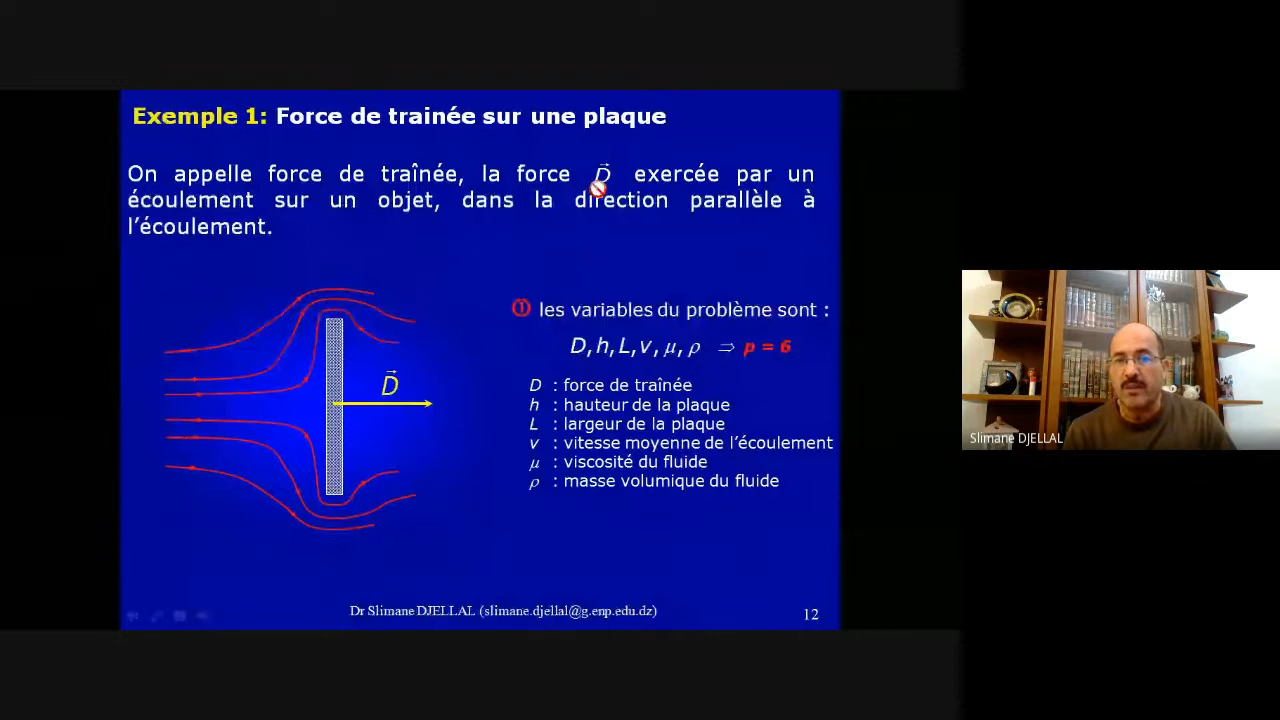 Exemple 1: Force de trainée sur une plaque
On appelle force de traînée, la force D⃗ exercée par un
écoulement sur un objet, dans la direction parallèle à
l’écoulement.
① les variables du problème sont :
D, h, L, v, μ, ρ ⇒ p = 6
D : force de traînée
h : hauteur de la plaque
L : largeur de la plaque
v : vitesse moyenne de l’écoulement
μ : viscosité du fluide
ρ : masse volumique du fluide
D⃗
Dr Slimane DJELLAL (slimane.djellal@g.enp.edu.dz)
12
Slimane DJELLAL